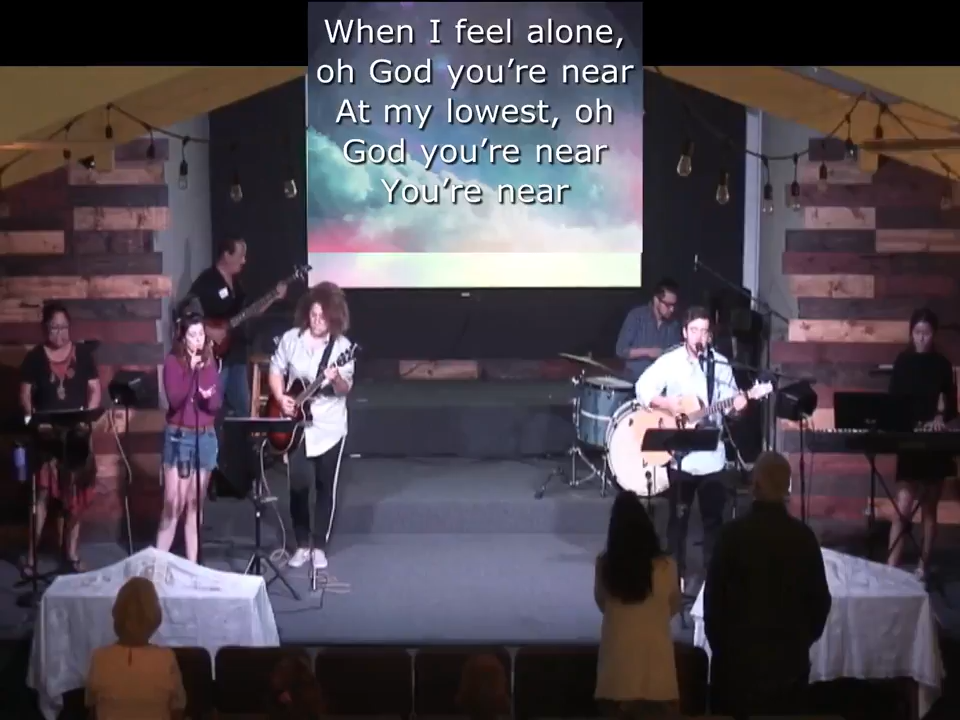 When I feel alone,
oh God you're near
At my lowest, oh
God you're near
You're near